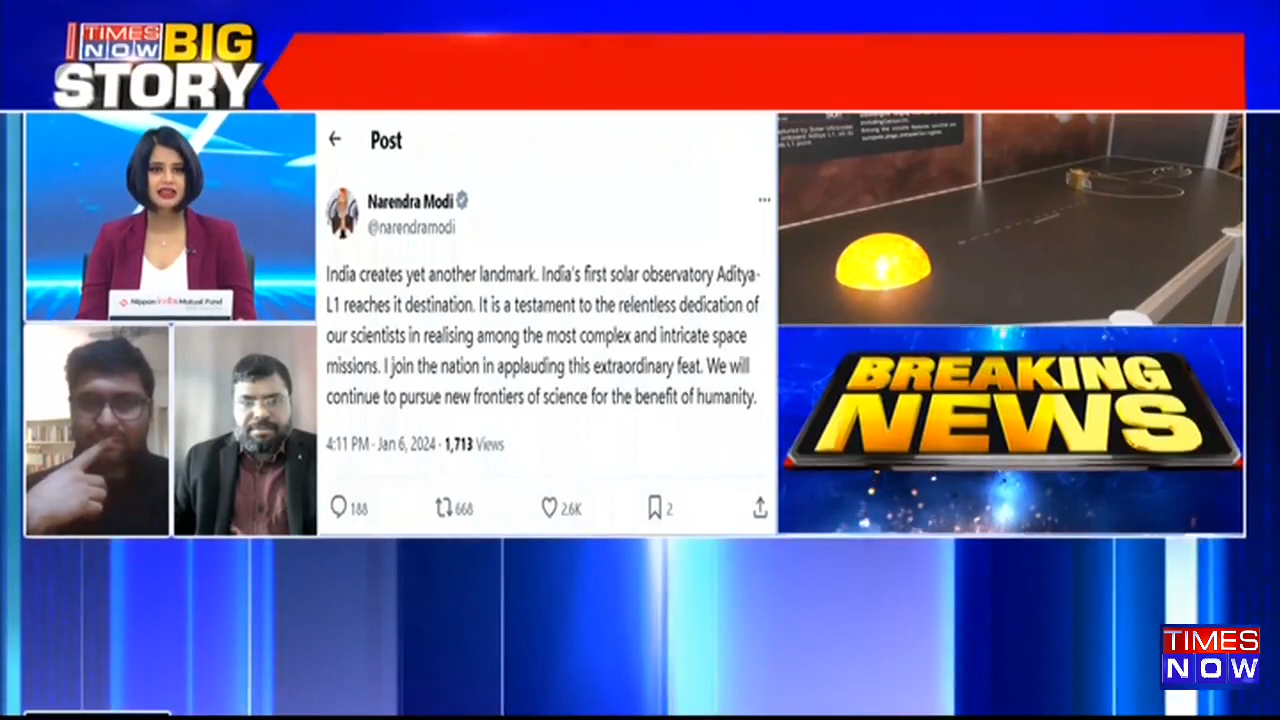 TIMES
NOW BIG
STORY
Post
Narendra Modi
@narendramodi
India creates yet another landmark. India's first solar observatory Aditya-
L1 reaches it destination. It is a testament to the relentless dedication of
our scientists in realising among the most complex and intricate space
missions. I join the nation in applauding this extraordinary feat. We will
continue to pursue new frontiers of science for the benefit of humanity.
4:11 PM · Jan 6, 2024 · 1,713 Views
188
668
2.6K
2
Nippon india Mutual Fund
BREAKING
NEWS
TIMES
NOW